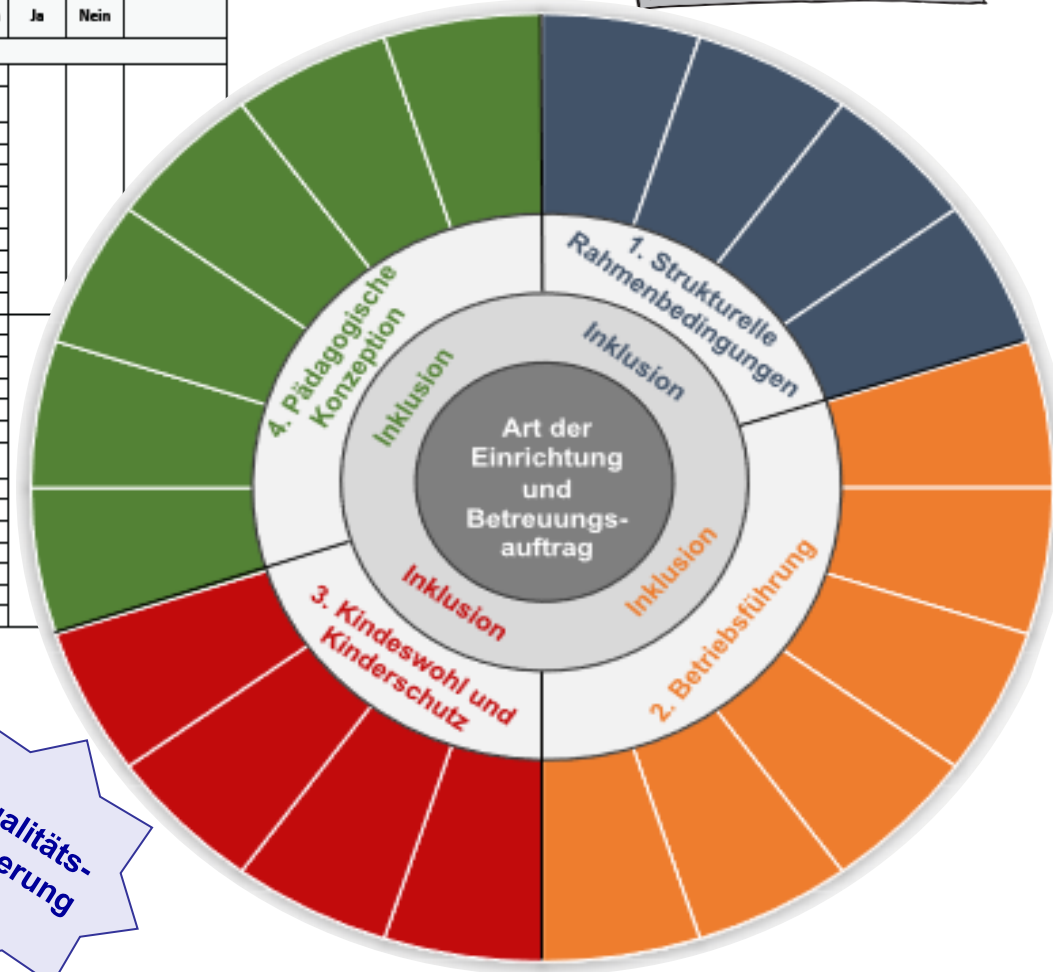 Ja
Nein
1. Strukturelle
Rahmenbedingungen
Inklusion
4. Pädagogische
Konzeption
Inklusion
Art der
Einrichtung
und
Betreuungs-
auftrag
Inklusion
2. Betriebsführung
Inklusion
3. Kindeswohl und
Kinderschutz
alitäts-
erung